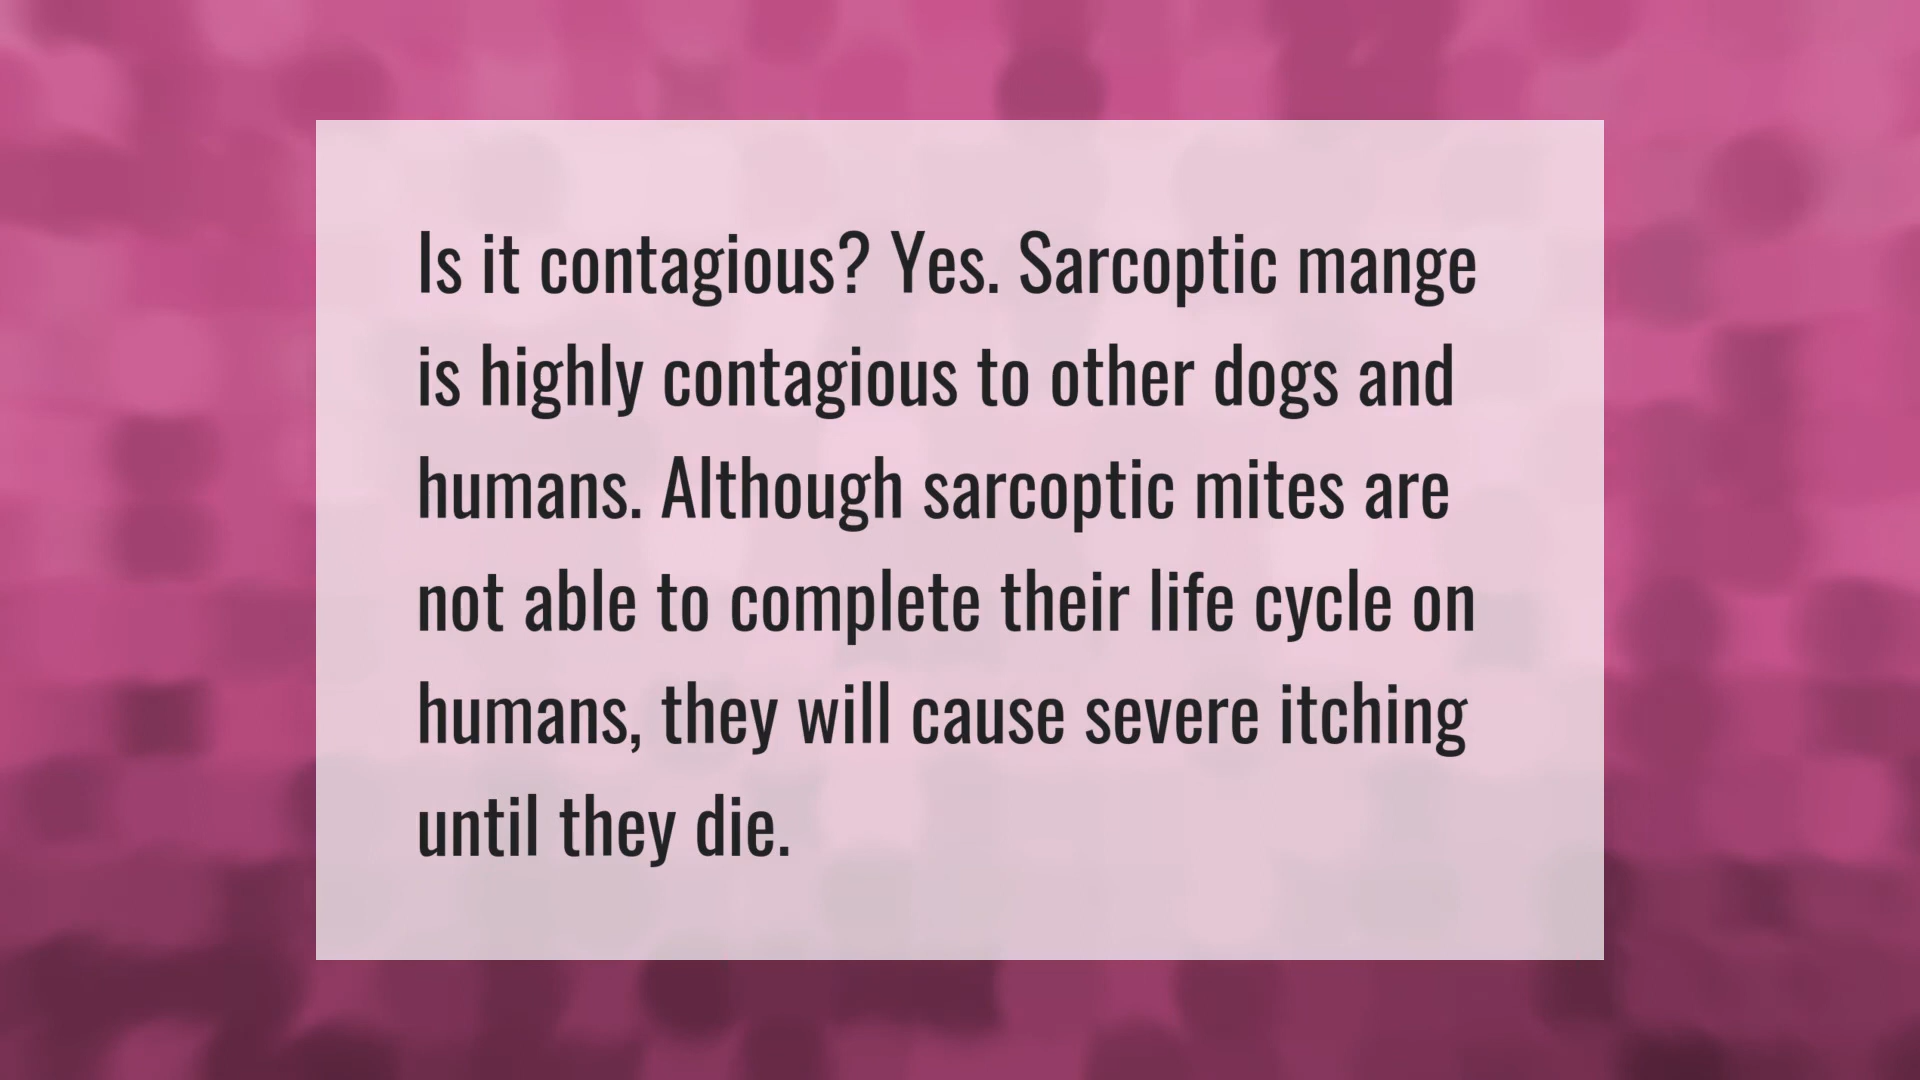 Is it contagious? Yes. Sarcoptic mange
is highly contagious to other dogs and
humans. Although sarcoptic mites are
not able to complete their life cycle on
humans, they will cause severe itching
until they die.